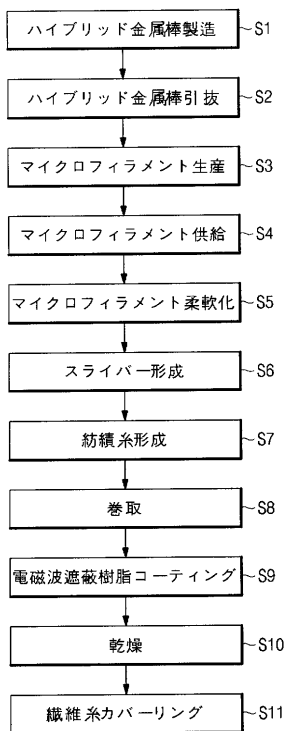 ハイブリッド金属棒製造 S1
ハイブリッド金属棒引抜 S2
マイクロフィラメント生産 S3
マイクロフィラメント供給 S4
マイクロフィラメント柔軟化 S5
スライバー形成 S6
紡績糸形成 S7
巻取 S8
電磁波遮蔽樹脂コーティング S9
乾燥 S10
繊維糸カバーリング S11